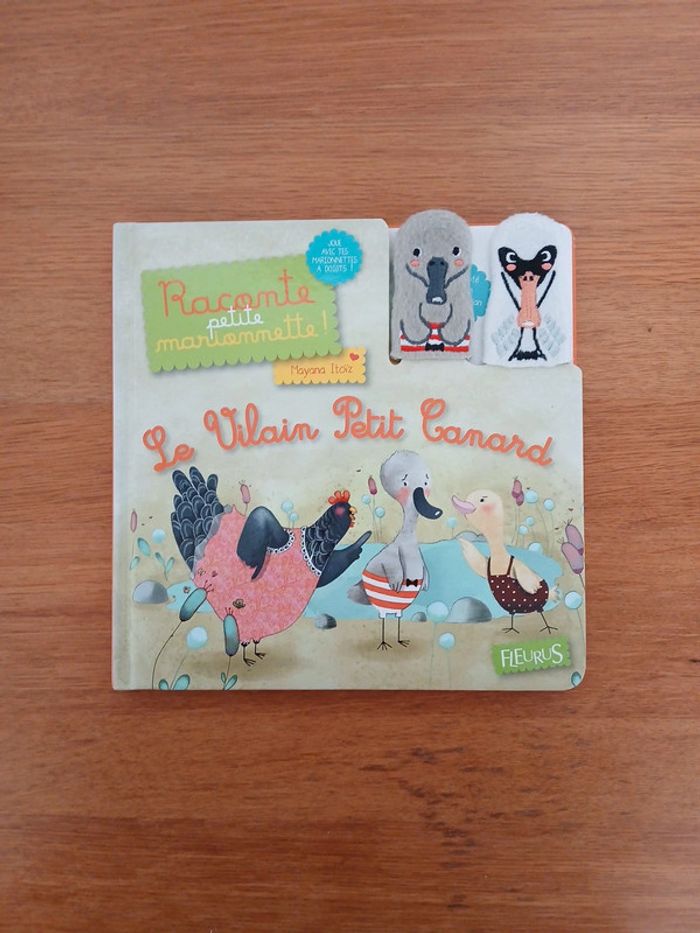 JOUE
AVEC TES
MARIONNETTES
À DOIGTS !
Raconte
petite
marionnette !
Mayana Itoïz
Le Vilain Petit Canard
FLEURUS